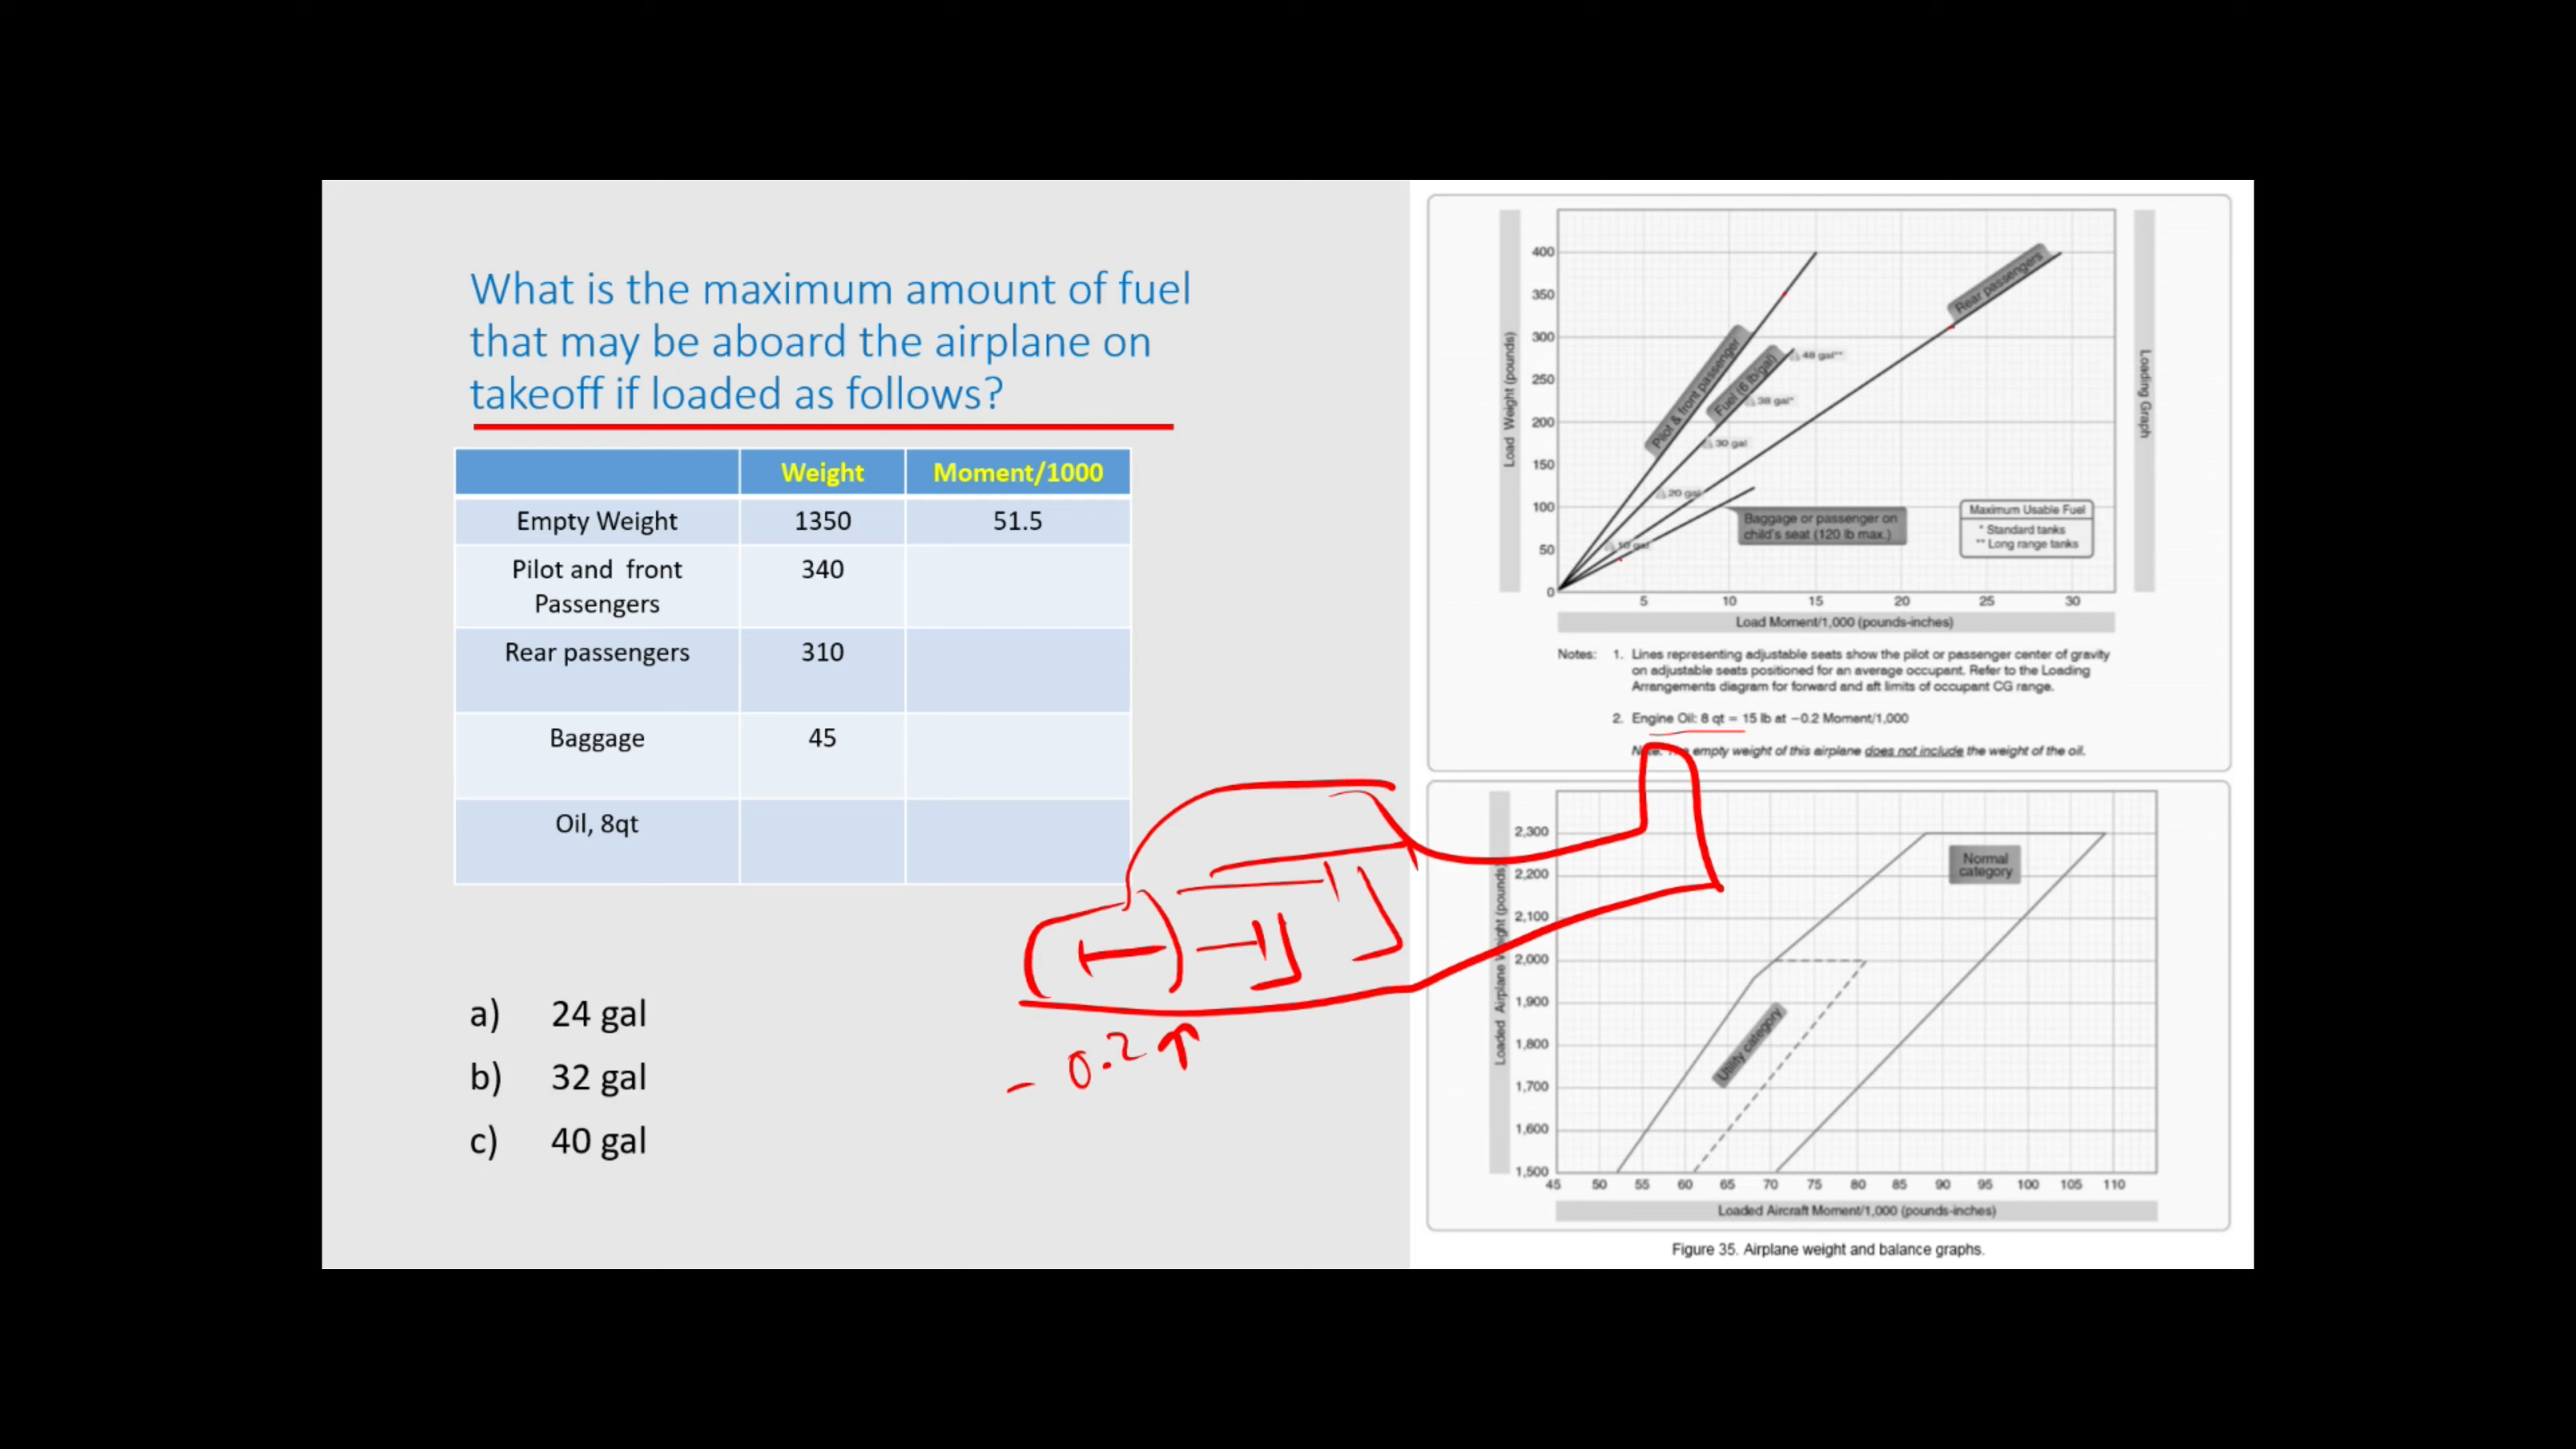 What is the maximum amount of fuel
that may be aboard the airplane on
takeoff if loaded as follows?
Weight Moment/1000
Empty Weight 1350 51.5
Pilot and front
Passengers 340
Rear passengers 310
Baggage 45
Oil, 8qt
- 0.2
a) 24 gal
b) 32 gal
c) 40 gal
Load Weight (pounds)
Loading Graph
400
350
300
250
200
150
100
50
0
Pilot & front passenger
Fuel (6 lb/gal)
Rear passengers
48 gal**
38 gal*
30 gal
20 gal
10 gal
Baggage or passenger on
child's seat (120 lb max.)
Maximum Usable Fuel
* Standard tanks
** Long range tanks
5 10 15 20 25 30
Load Moment/1,000 (pounds-inches)
Notes: 1. Lines representing adjustable seats show the pilot or passenger center of gravity
on adjustable seats positioned for an average occupant. Refer to the Loading
Arrangements diagram for forward and aft limits of occupant CG range.
2. Engine Oil: 8 qt = 15 lb at −0.2 Moment/1,000
empty weight of this airplane does not include the weight of the oil.
Loaded Airplane Weight (pounds)
2,300
2,200
2,100
2,000
1,900
1,800
1,700
1,600
1,500
Normal
category
Utility category
45 50 55 60 65 70 75 80 85 90 95 100 105 110
Loaded Aircraft Moment/1,000 (pounds-inches)
Figure 35. Airplane weight and balance graphs.